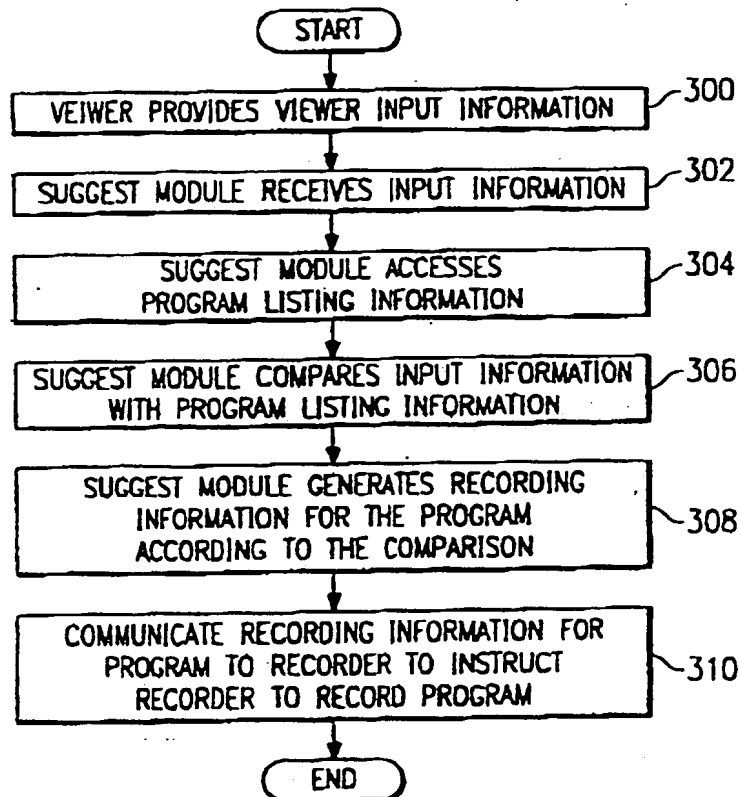 START
VEIWER PROVIDES VIEWER INPUT INFORMATION
300
SUGGEST MODULE RECEIVES INPUT INFORMATION
302
SUGGEST MODULE ACCESSES
PROGRAM LISTING INFORMATION
304
SUGGEST MODULE COMPARES INPUT INFORMATION
WITH PROGRAM LISTING INFORMATION
306
SUGGEST MODULE GENERATES RECORDING
INFORMATION FOR THE PROGRAM
ACCORDING TO THE COMPARISON
308
COMMUNICATE RECORDING INFORMATION FOR
PROGRAM TO RECORDER TO INSTRUCT
RECORDER TO RECORD PROGRAM
310
END